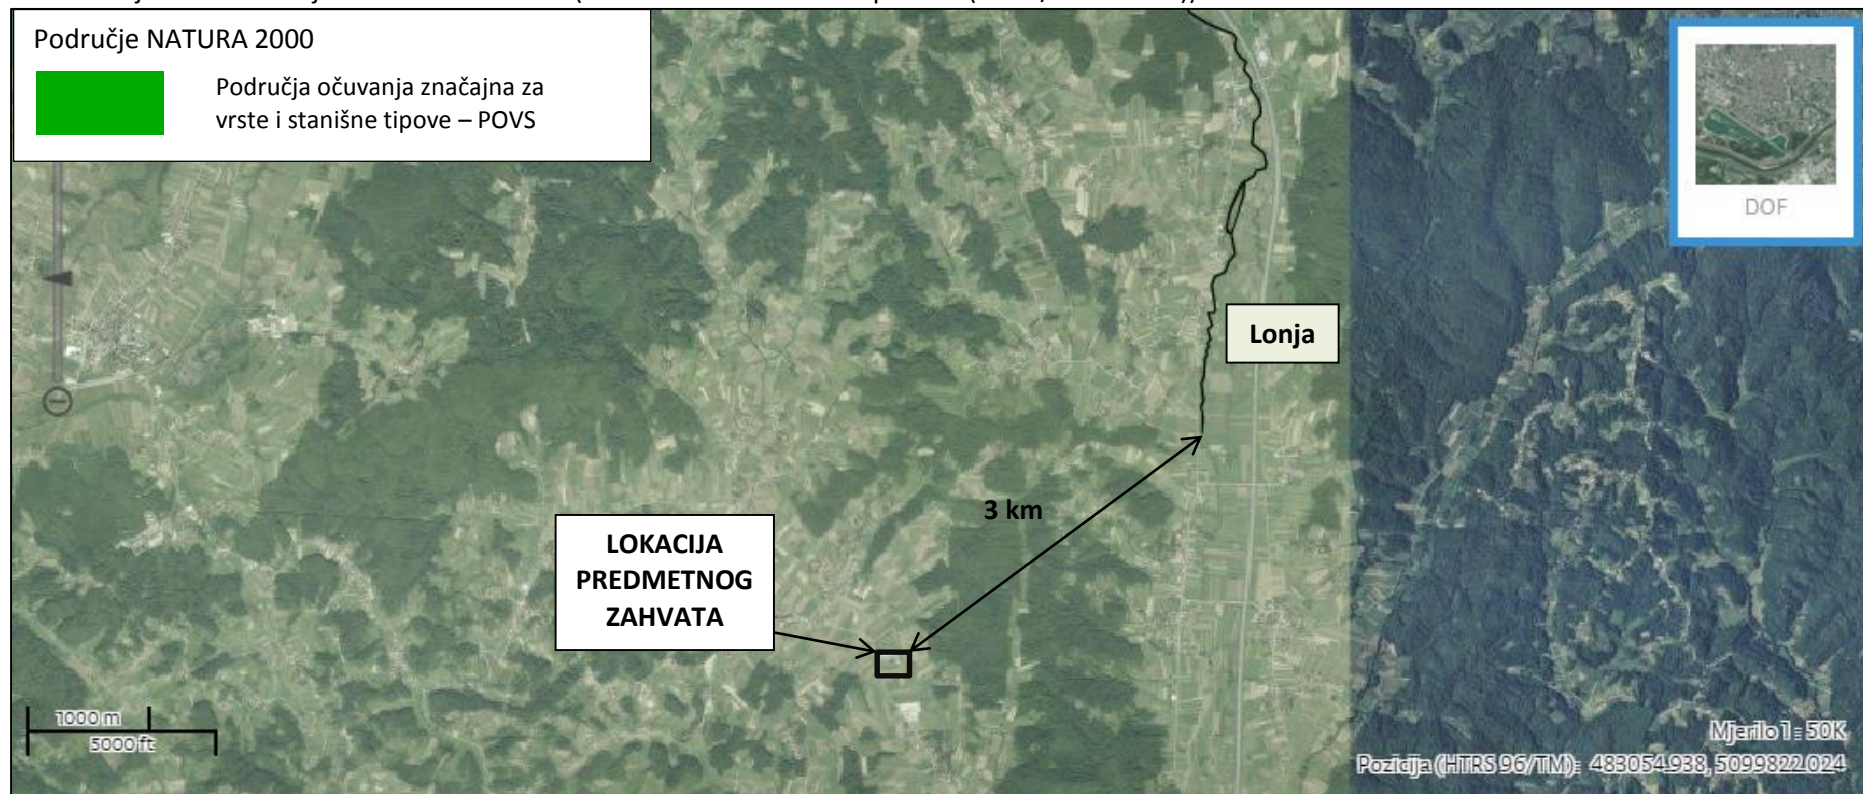 Područje NATURA 2000
Područja očuvanja značajna za
vrste i stanišne tipove – POVS
DOF
Lonja
3 km
LOKACIJA
PREDMETNOG
ZAHVATA
1000 m
5000 ft
Mjerilo 1 : 50K
Pozicija (HTRS 96/TM): 483054.938, 5099822.024